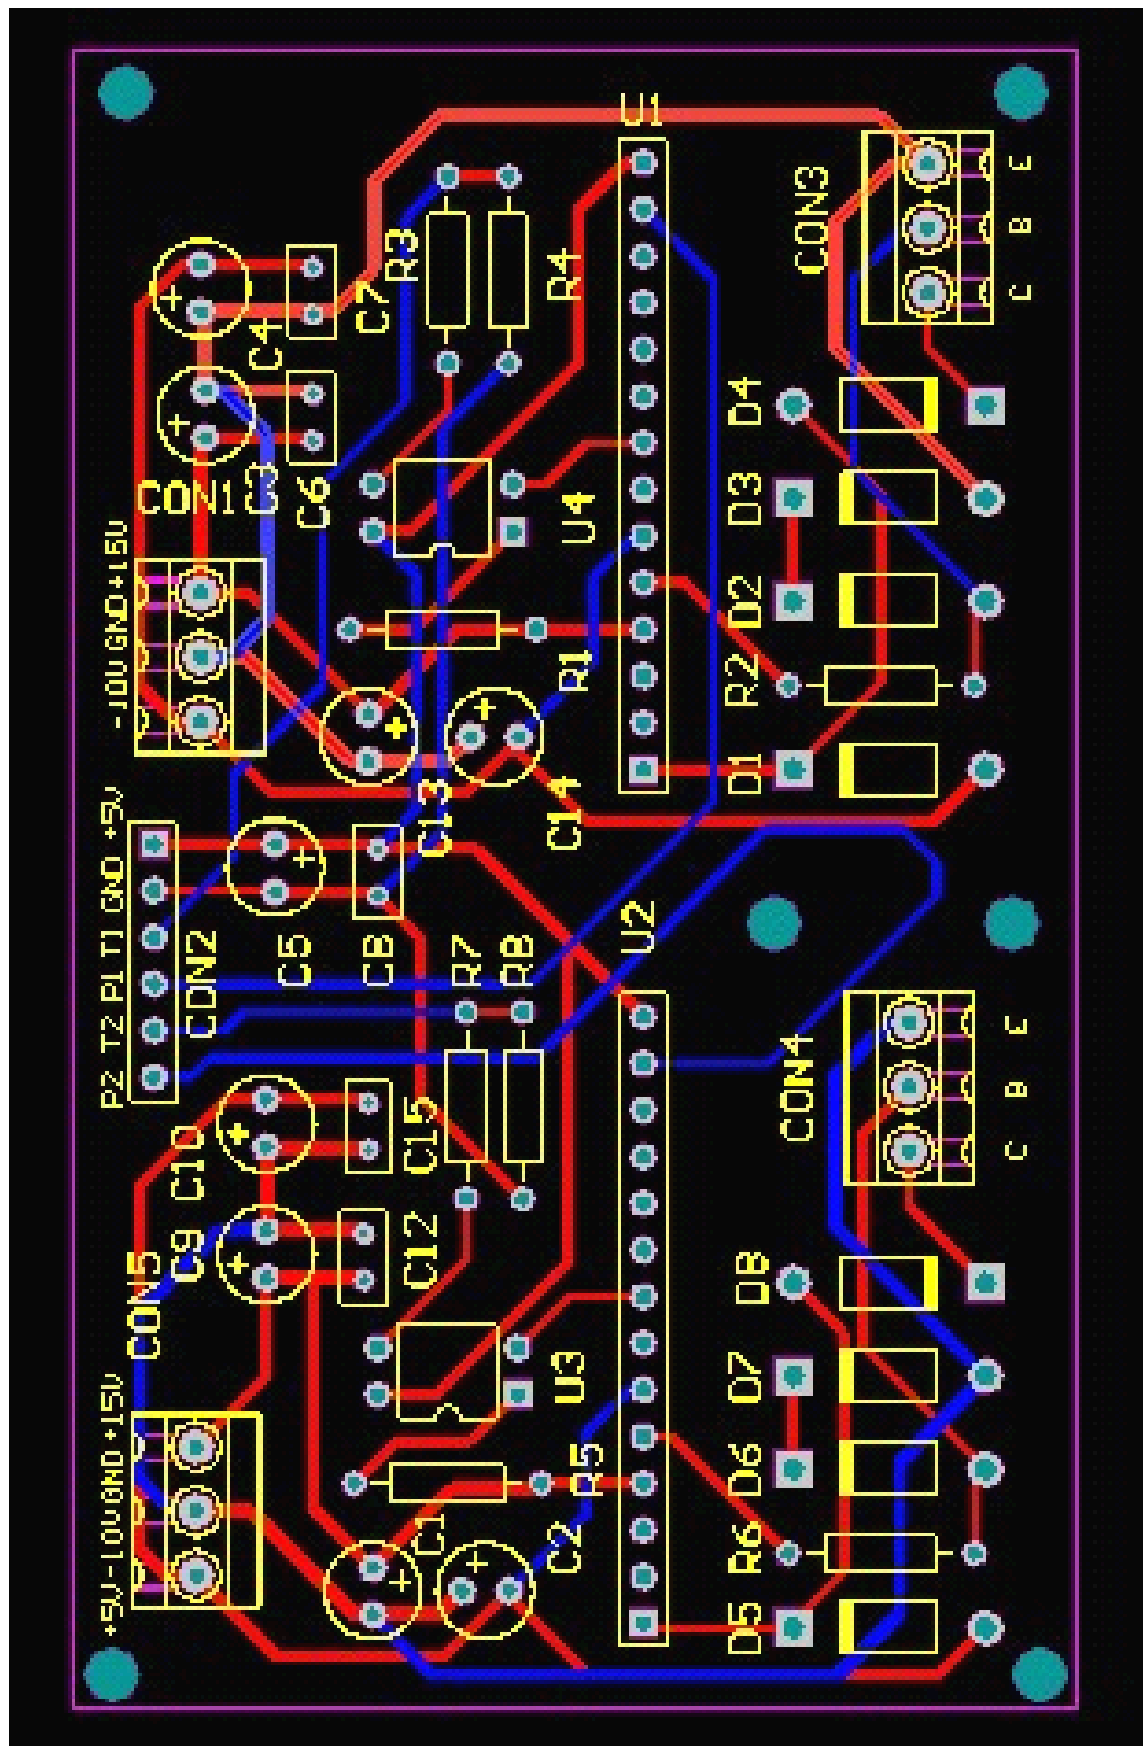 U1
CON3
E
B
C
R3
R4
C7
C4
D4
CON1
C3
C6
U4
D3
D2
-10V GND +15V
R1
R2
D1
C13
C14
P2 T2 P1 T1 GND +5V
CON2
C5
C8
R7
R8
U2
CON4
E
B
C
C10
C15
C9
C12
CON5
D8
U3
D7
D6
+5V -10V GND +15V
R5
C1
C2
R6
D5